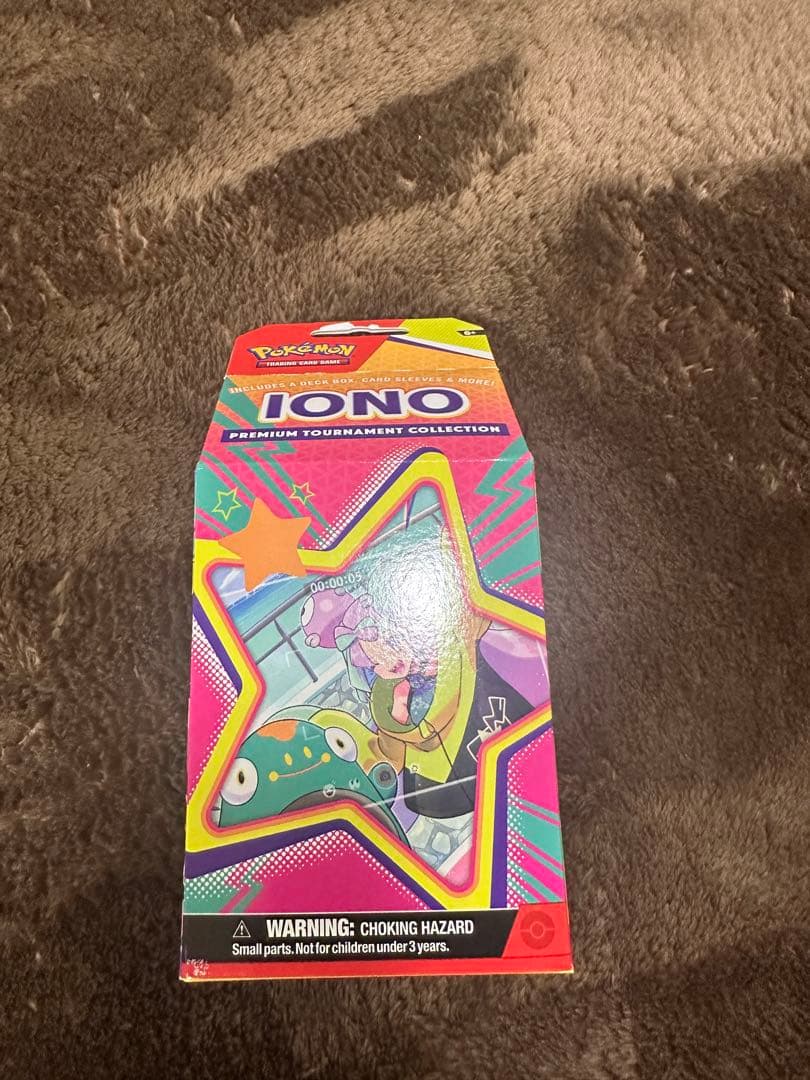 POKéMON
TRADING CARD GAME
6+
INCLUDES A DECK BOX, CARD SLEEVES & MORE!
IONO
PREMIUM TOURNAMENT COLLECTION
00:00:05
WARNING: CHOKING HAZARD
Small parts. Not for children under 3 years.